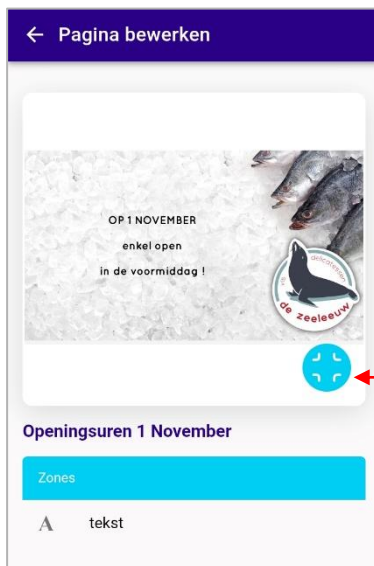 Pagina bewerken
OP 1 NOVEMBER
enkel open
in de voormiddag !
delicatessen
de zeeleeuw
Openingsuren 1 November
Zones
A tekst